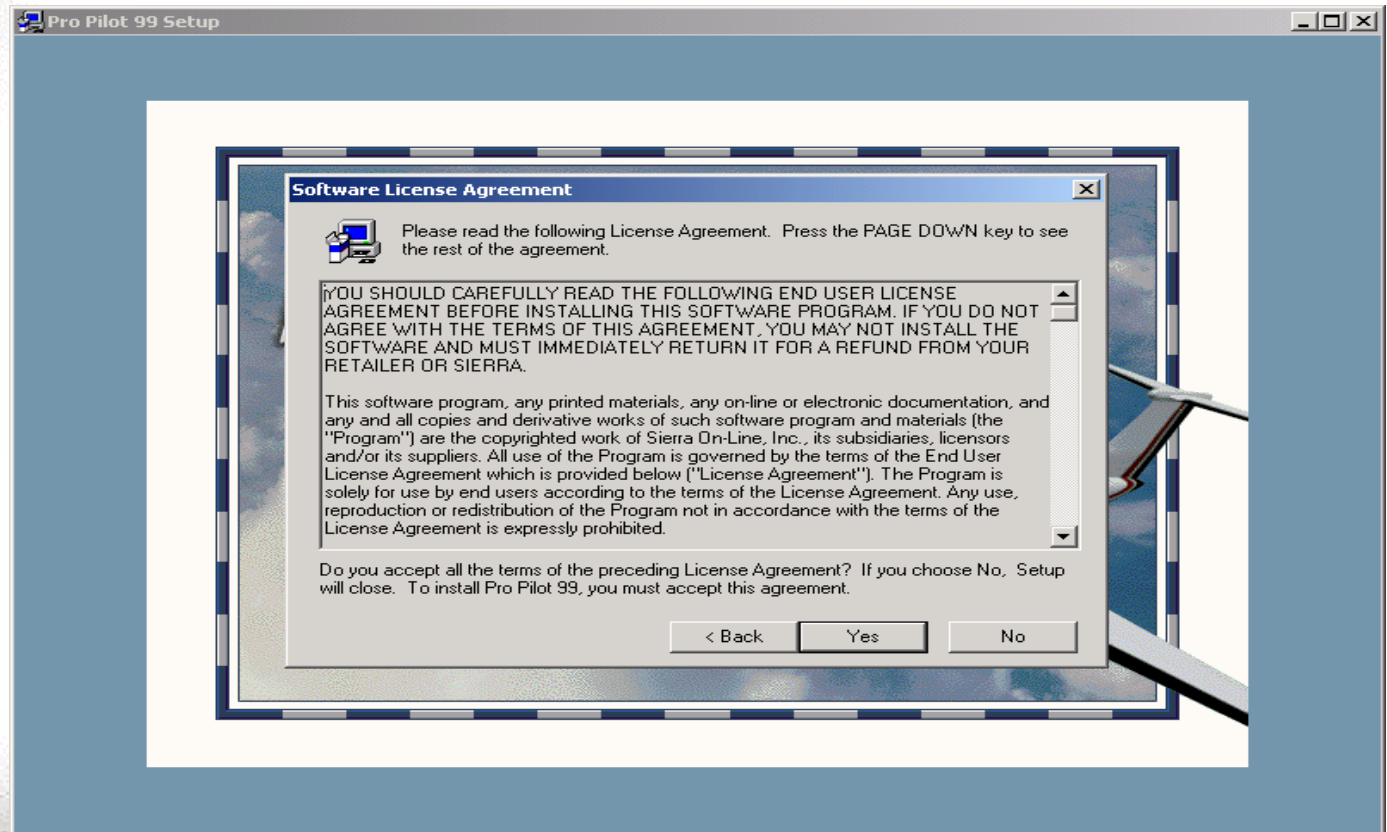 Pro Pilot 99 Setup
Software License Agreement
Please read the following License Agreement. Press the PAGE DOWN key to see
the rest of the agreement.
YOU SHOULD CAREFULLY READ THE FOLLOWING END USER LICENSE
AGREEMENT BEFORE INSTALLING THIS SOFTWARE PROGRAM. IF YOU DO NOT
AGREE WITH THE TERMS OF THIS AGREEMENT, YOU MAY NOT INSTALL THE
SOFTWARE AND MUST IMMEDIATELY RETURN IT FOR A REFUND FROM YOUR
RETAILER OR SIERRA.
This software program, any printed materials, any on-line or electronic documentation, and
any and all copies and derivative works of such software program and materials (the
"Program") are the copyrighted work of Sierra On-Line, Inc., its subsidiaries, licensors
and/or its suppliers. All use of the Program is governed by the terms of the End User
License Agreement which is provided below ("License Agreement"). The Program is
solely for use by end users according to the terms of the License Agreement. Any use,
reproduction or redistribution of the Program not in accordance with the terms of the
License Agreement is expressly prohibited.
Do you accept all the terms of the preceding License Agreement? If you choose No, Setup
will close. To install Pro Pilot 99, you must accept this agreement.
< Back Yes No